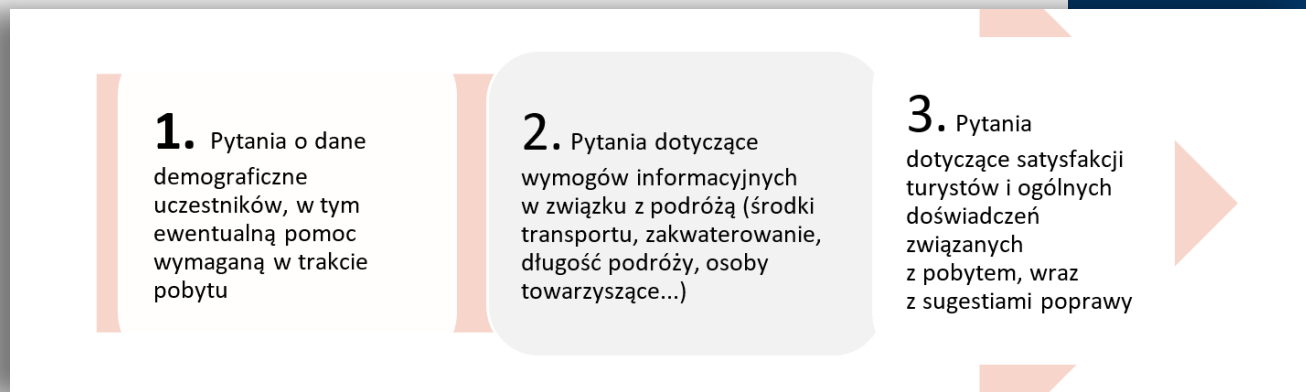 1. Pytania o dane
demograficzne
uczestników, w tym
ewentualną pomoc
wymaganą w trakcie
pobytu
2. Pytania dotyczące
wymogów informacyjnych
w związku z podróżą (środki
transportu, zakwaterowanie,
długość podróży, osoby
towarzyszące...)
3. Pytania
dotyczące satysfakcji
turystów i ogólnych
doświadczeń
związanych
z pobytem, wraz
z sugestiami poprawy